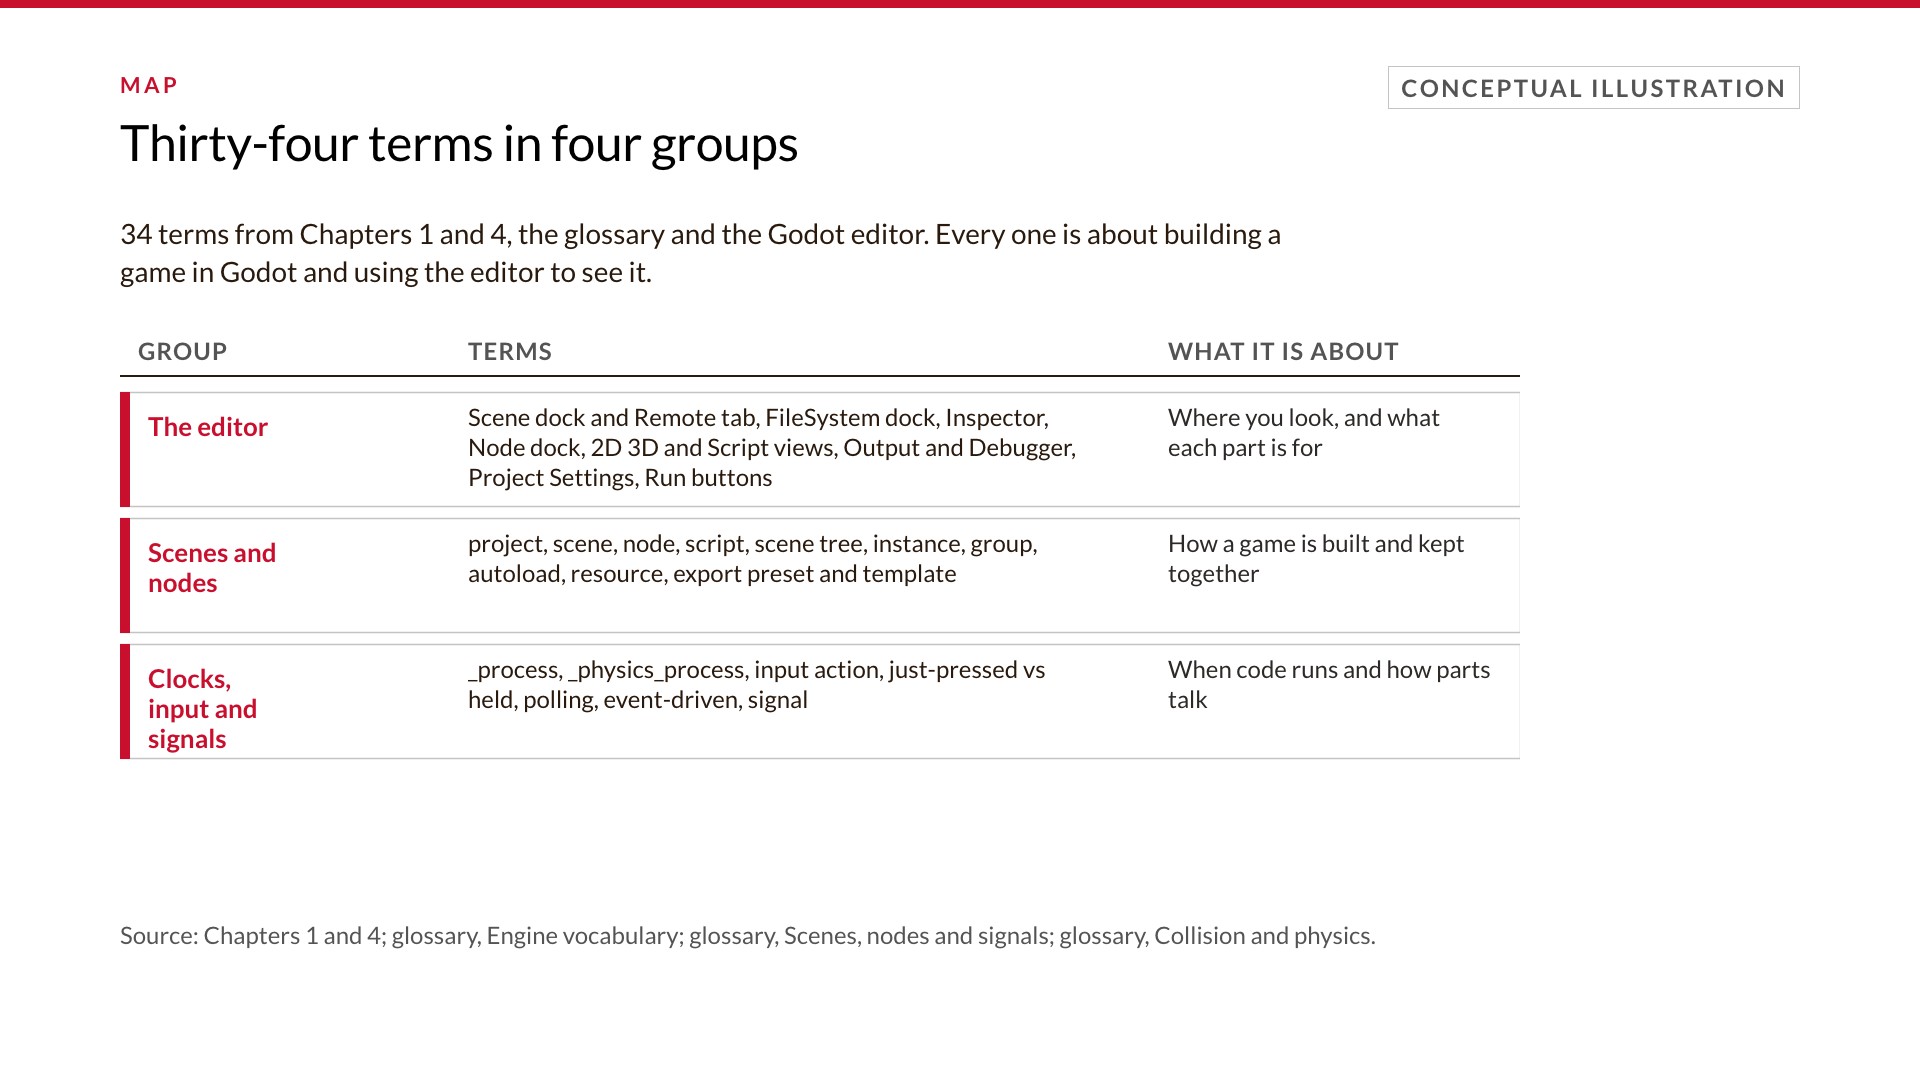 MAP
CONCEPTUAL ILLUSTRATION
Thirty-four terms in four groups
34 terms from Chapters 1 and 4, the glossary and the Godot editor. Every one is about building a
game in Godot and using the editor to see it.
GROUP
TERMS
WHAT IT IS ABOUT
The editor
Scene dock and Remote tab, FileSystem dock, Inspector,
Node dock, 2D 3D and Script views, Output and Debugger,
Project Settings, Run buttons
Where you look, and what
each part is for
Scenes and
nodes
project, scene, node, script, scene tree, instance, group,
autoload, resource, export preset and template
How a game is built and kept
together
Clocks,
input and
signals
_process, _physics_process, input action, just-pressed vs
held, polling, event-driven, signal
When code runs and how parts
talk
Source: Chapters 1 and 4; glossary, Engine vocabulary; glossary, Scenes, nodes and signals; glossary, Collision and physics.